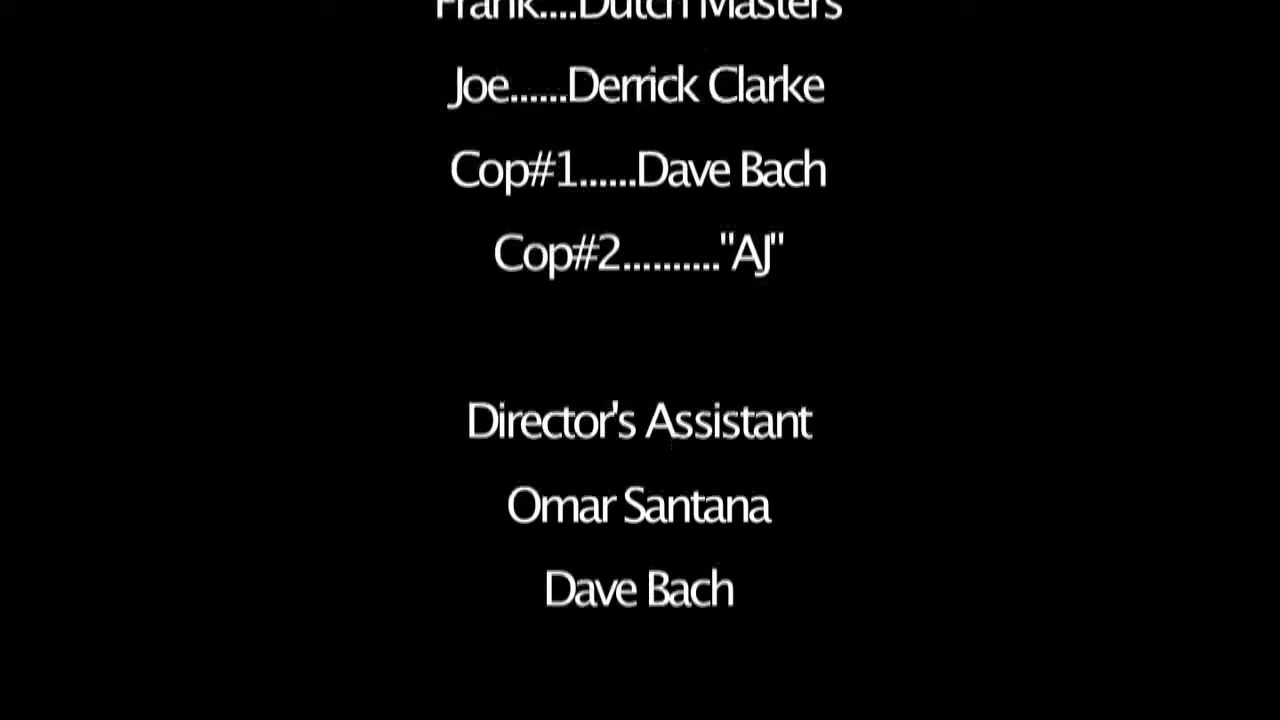 Frank....Dutch Masters
Joe......Derrick Clarke
Cop#1......Dave Bach
Cop#2.........."AJ"
Director's Assistant
Omar Santana
Dave Bach